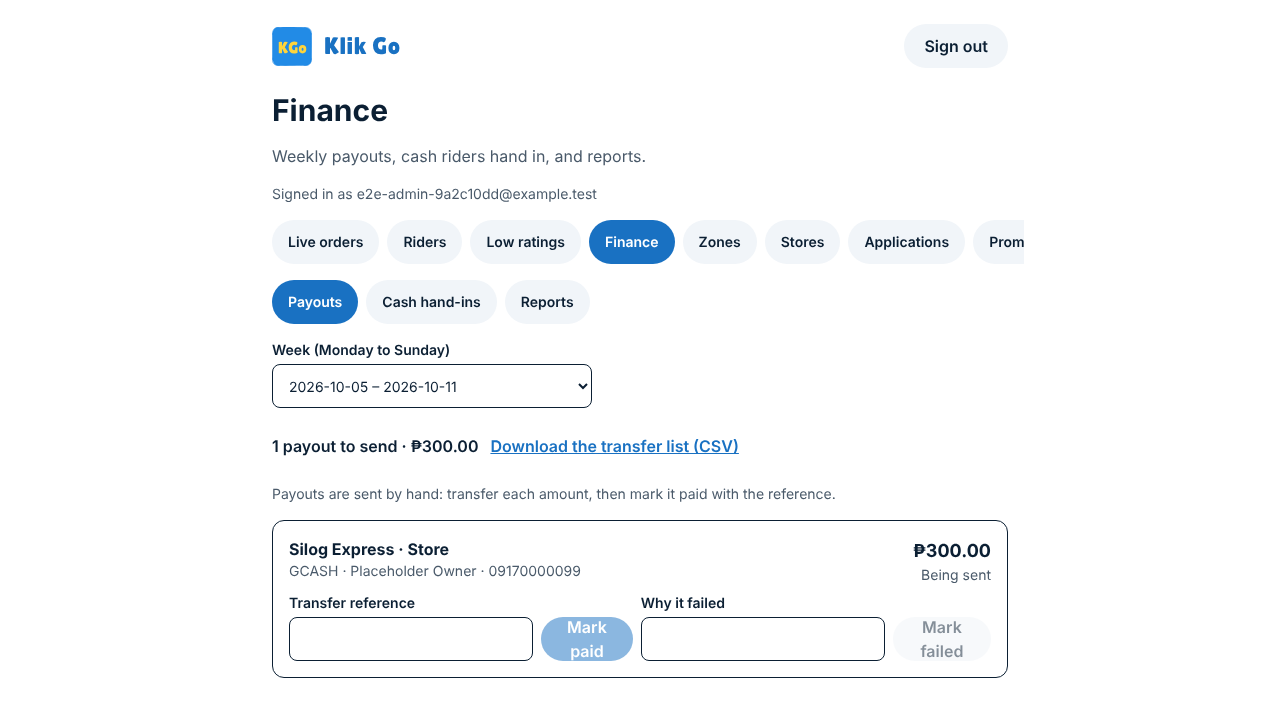 KGo Klik Go
Sign out
Finance
Weekly payouts, cash riders hand in, and reports.
Signed in as e2e-admin-9a2c10dd@example.test
Live orders Riders Low ratings Finance Zones Stores Applications Prom
Payouts Cash hand-ins Reports
Week (Monday to Sunday)
2026-10-05 – 2026-10-11
1 payout to send · ₱300.00 Download the transfer list (CSV)
Payouts are sent by hand: transfer each amount, then mark it paid with the reference.
Silog Express · Store ₱300.00
GCASH · Placeholder Owner · 09170000099 Being sent
Transfer reference Why it failed
Mark paid Mark failed